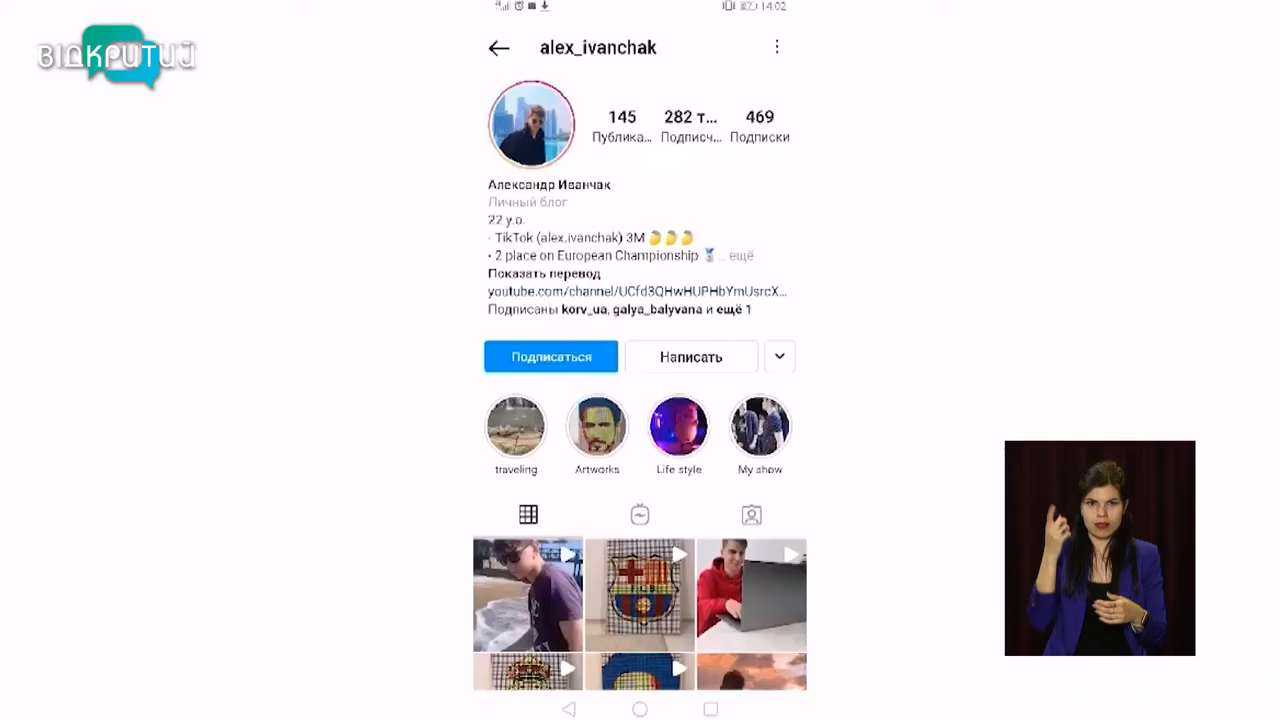 ВІДКРИТИЙ
14:02
alex_ivanchak
145
282 т...
469
Публика...
Подписч...
Подписки
Александр Иванчак
Личный блог
22 y.o.
· TikTok (alex.ivanchak) 3M 🍋🍋🍋
• 2 place on European Championship 🥈... ещё
Показать перевод
youtube.com/channel/UCfd3QHwHUPHbYmUsrcX...
Подписаны korv_ua, galya_balyvana и ещё 1
Подписаться
Написать
traveling
Artworks
Life style
My show
FCB